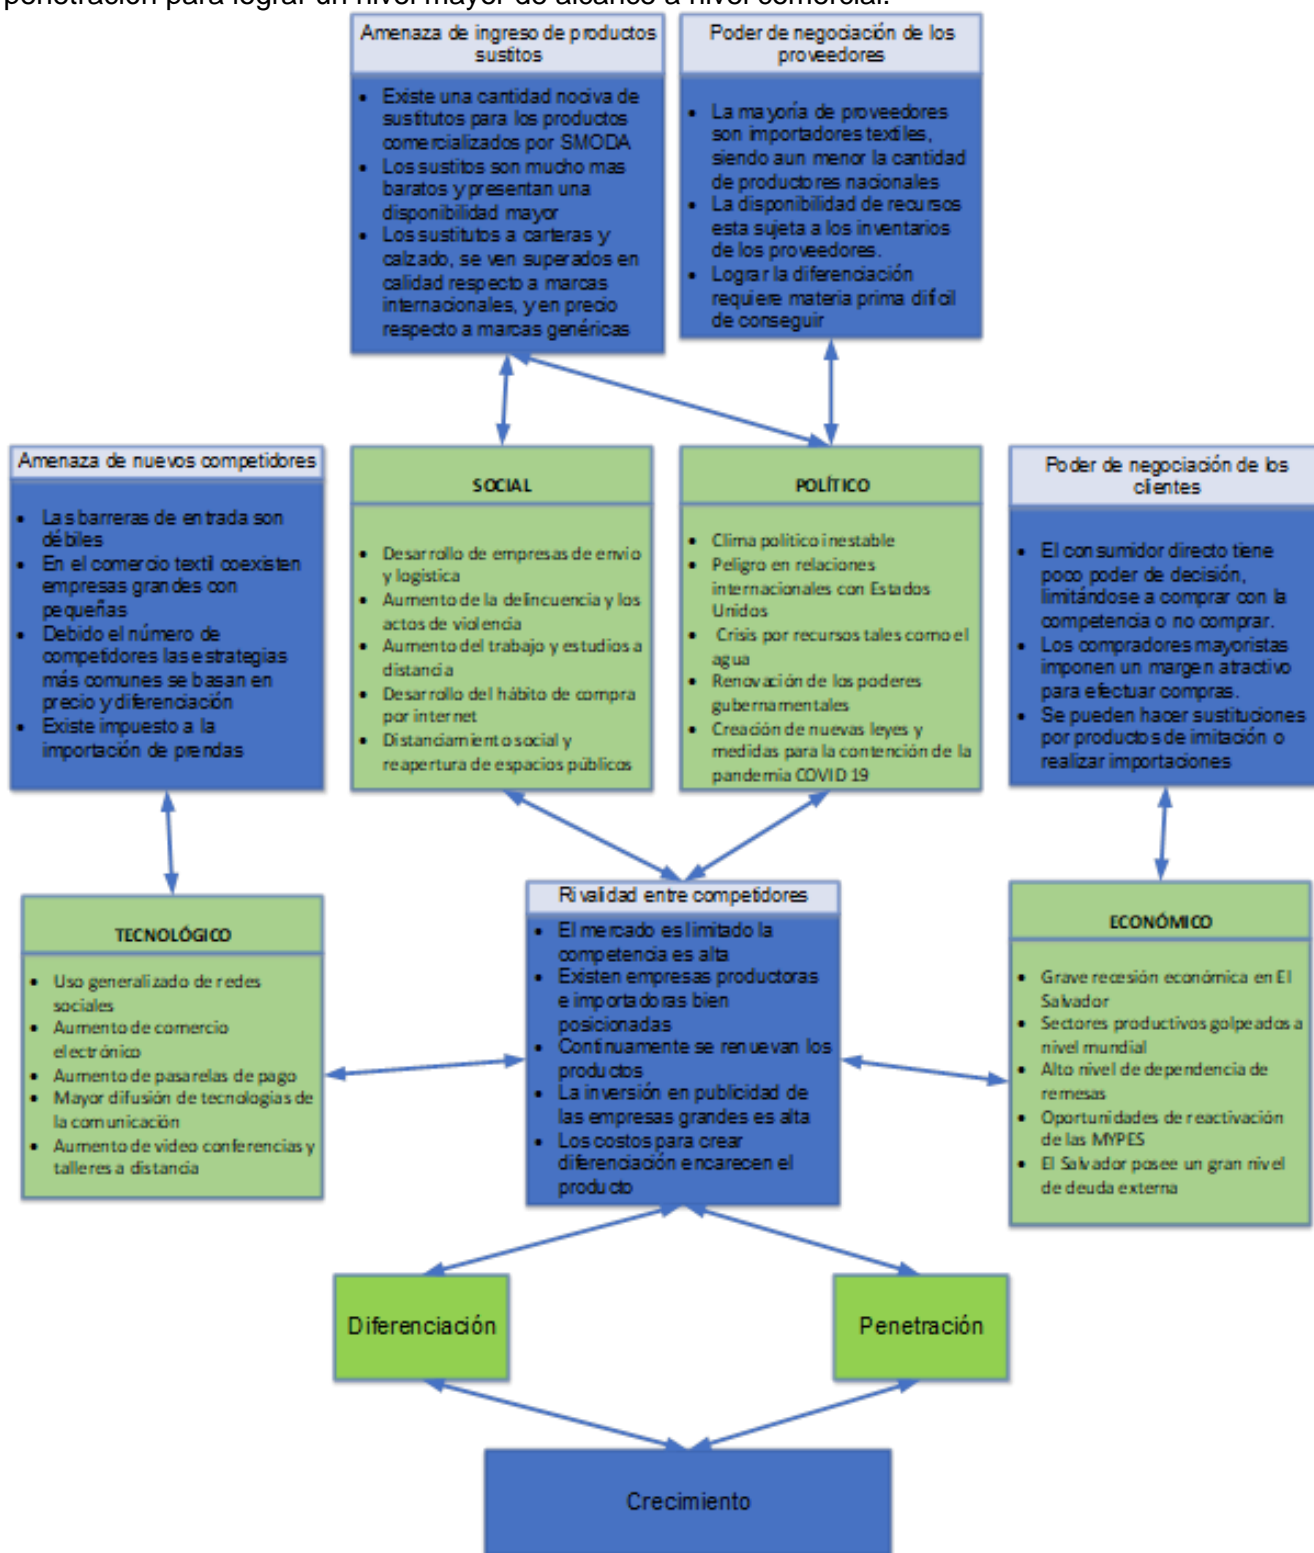 penetración para lograr un nivel mayor de alcance a nivel comercial.
Amenaza de ingreso de productos
sustitos
• Existe una cantidad nociva de
sustitutos para los productos
comercializados por SMODA
• Los sustitos son mucho mas
baratos y presentan una
disponibilidad mayor
• Los sustitutos a carteras y
calzado, se ven superados en
calidad respecto a marcas
internacionales, y en precio
respecto a marcas genéricas
Poder de negociación de los
proveedores
• La mayoría de proveedores
son importadores textiles,
siendo aun menor la cantidad
de productores nacionales
• La disponibilidad de recursos
esta sujeta a los inventarios
de los proveedores.
• Lograr la diferenciación
requiere materia prima difícil
de conseguir
Amenaza de nuevos competidores
• Las barreras de entrada son
débiles
• En el comercio textil coexisten
empresas grandes con
pequeñas
• Debido el número de
competidores las estrategias
más comunes se basan en
precio y diferenciación
• Existe impuesto a la
importación de prendas
SOCIAL
• Desarrollo de empresas de envio
y logística
• Aumento de la delincuencia y los
actos de violencia
• Aumento del trabajo y estudios a
distancia
• Desarrollo del hábito de compra
por internet
• Distanciamiento social y
reapertura de espacios públicos
POLÍTICO
• Clima político inestable
• Peligro en relaciones
internacionales con Estados
Unidos
• Crisis por recursos tales como el
agua
• Renovación de los poderes
gubernamentales
• Creación de nuevas leyes y
medidas para la contención de la
pandemia COVID 19
Poder de negociación de los
clientes
• El consumidor directo tiene
poco poder de decisión,
limitándose a comprar con la
competencia o no comprar.
• Los compradores mayoristas
imponen un margen atractivo
para efectuar compras.
• Se pueden hacer sustituciones
por productos de imitación o
realizar importaciones
TECNOLÓGICO
• Uso generalizado de redes
sociales
• Aumento de comercio
electrónico
• Aumento de pasarelas de pago
• Mayor difusión de tecnologías de
la comunicación
• Aumento de video conferencias y
talleres a distancia
Rivalidad entre competidores
• El mercado es limitado la
competencia es alta
• Existen empresas productoras
e importadoras bien
posicionadas
• Continuamente se renuevan los
productos
• La inversión en publicidad de
las empresas grandes es alta
• Los costos para crear
diferenciación encarecen el
producto
ECONÓMICO
• Grave recesión económica en El
Salvador
• Sectores productivos golpeados a
nivel mundial
• Alto nivel de dependencia de
remesas
• Oportunidades de reactivación
de las MYPES
• El Salvador posee un gran nivel
de deuda externa
Diferenciación
Penetración
Crecimiento